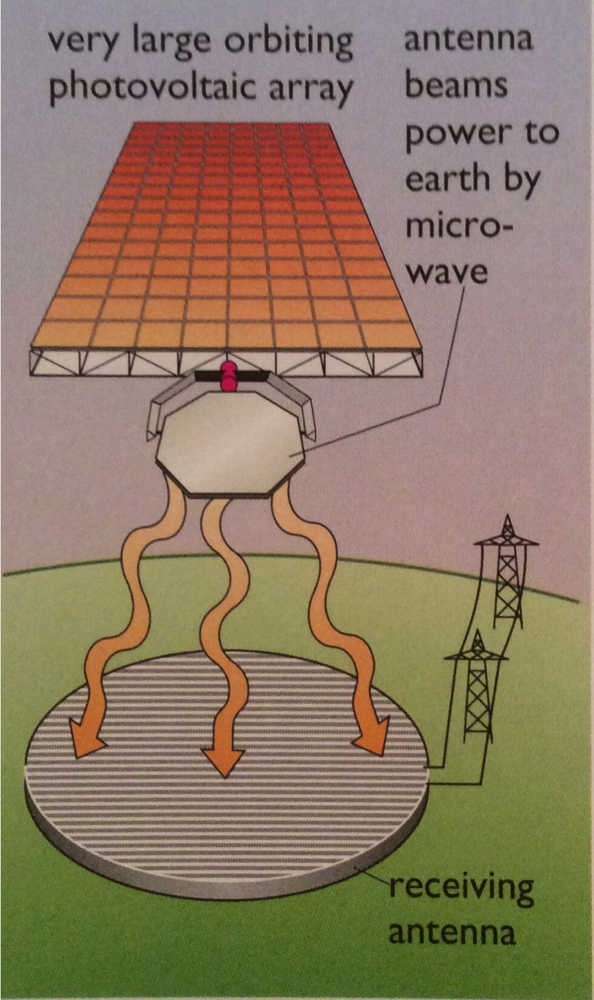 very large orbiting
photovoltaic array
antenna
beams
power to
earth by
micro-
wave
receiving
antenna